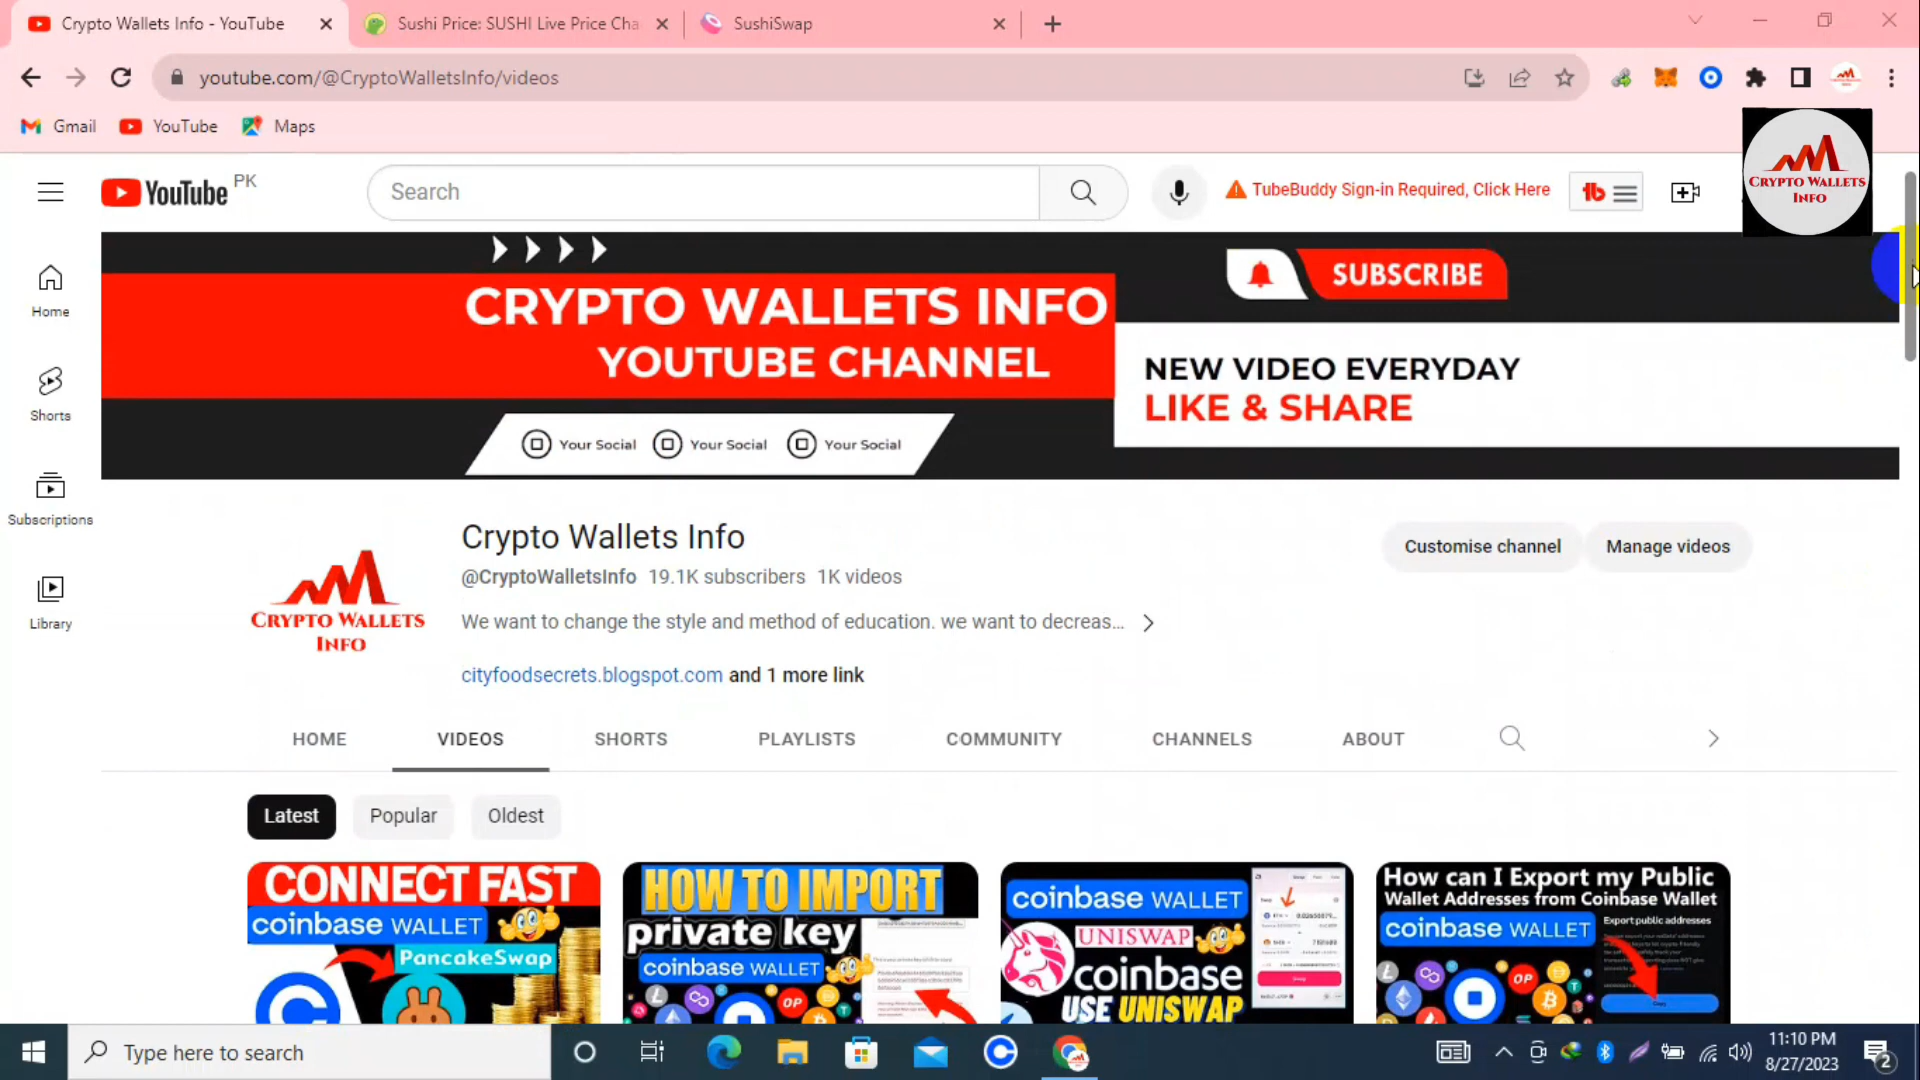 Crypto Wallets Info - YouTube
Sushi Price: SUSHI Live Price Cha
SushiSwap
youtube.com/@CryptoWalletsInfo/videos
Gmail
YouTube
Maps
CRYPTO WALLETS
INFO
YouTube PK
Search
TubeBuddy Sign-in Required, Click Here
tb
SUBSCRIBE
CRYPTO WALLETS INFO
YOUTUBE CHANNEL
NEW VIDEO EVERYDAY
LIKE & SHARE
Your Social
Your Social
Your Social
Home
Shorts
Subscriptions
Library
CRYPTO WALLETS
INFO
Crypto Wallets Info
@CryptoWalletsInfo 19.1K subscribers 1K videos
We want to change the style and method of education. we want to decreas...
cityfoodsecrets.blogspot.com and 1 more link
Customise channel
Manage videos
HOME
VIDEOS
SHORTS
PLAYLISTS
COMMUNITY
CHANNELS
ABOUT
Latest
Popular
Oldest
CONNECT FAST
coinbase WALLET
PancakeSwap
HOW TO IMPORT
private key
coinbase WALLET
OP
coinbase WALLET
UNISWAP
coinbase
USE UNISWAP
How can I Export my Public
Wallet Addresses from Coinbase Wallet
coinbase WALLET
Export public addresses
OP
Type here to search
11:10 PM
8/27/2023
2